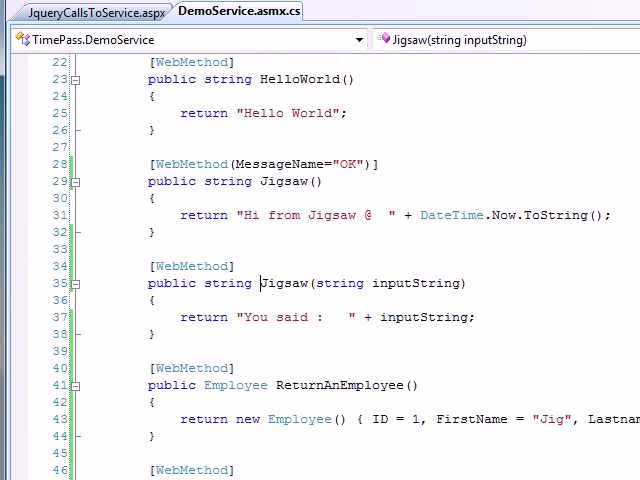 JqueryCallsToService.aspx DemoService.asmx.cs
TimePass.DemoService Jigsaw(string inputString)
22 [WebMethod]
23 public string HelloWorld()
24 {
25 return "Hello World";
26 }
27
28 [WebMethod(MessageName="OK")]
29 public string Jigsaw()
30 {
31 return "Hi from Jigsaw @  " + DateTime.Now.ToString();
32 }
33
34 [WebMethod]
35 public string Jigsaw(string inputString)
36 {
37 return "You said :   " + inputString;
38 }
39
40 [WebMethod]
41 public Employee ReturnAnEmployee()
42 {
43 return new Employee() { ID = 1, FirstName = "Jig", Lastnam
44 }
45
46 [WebMethod]